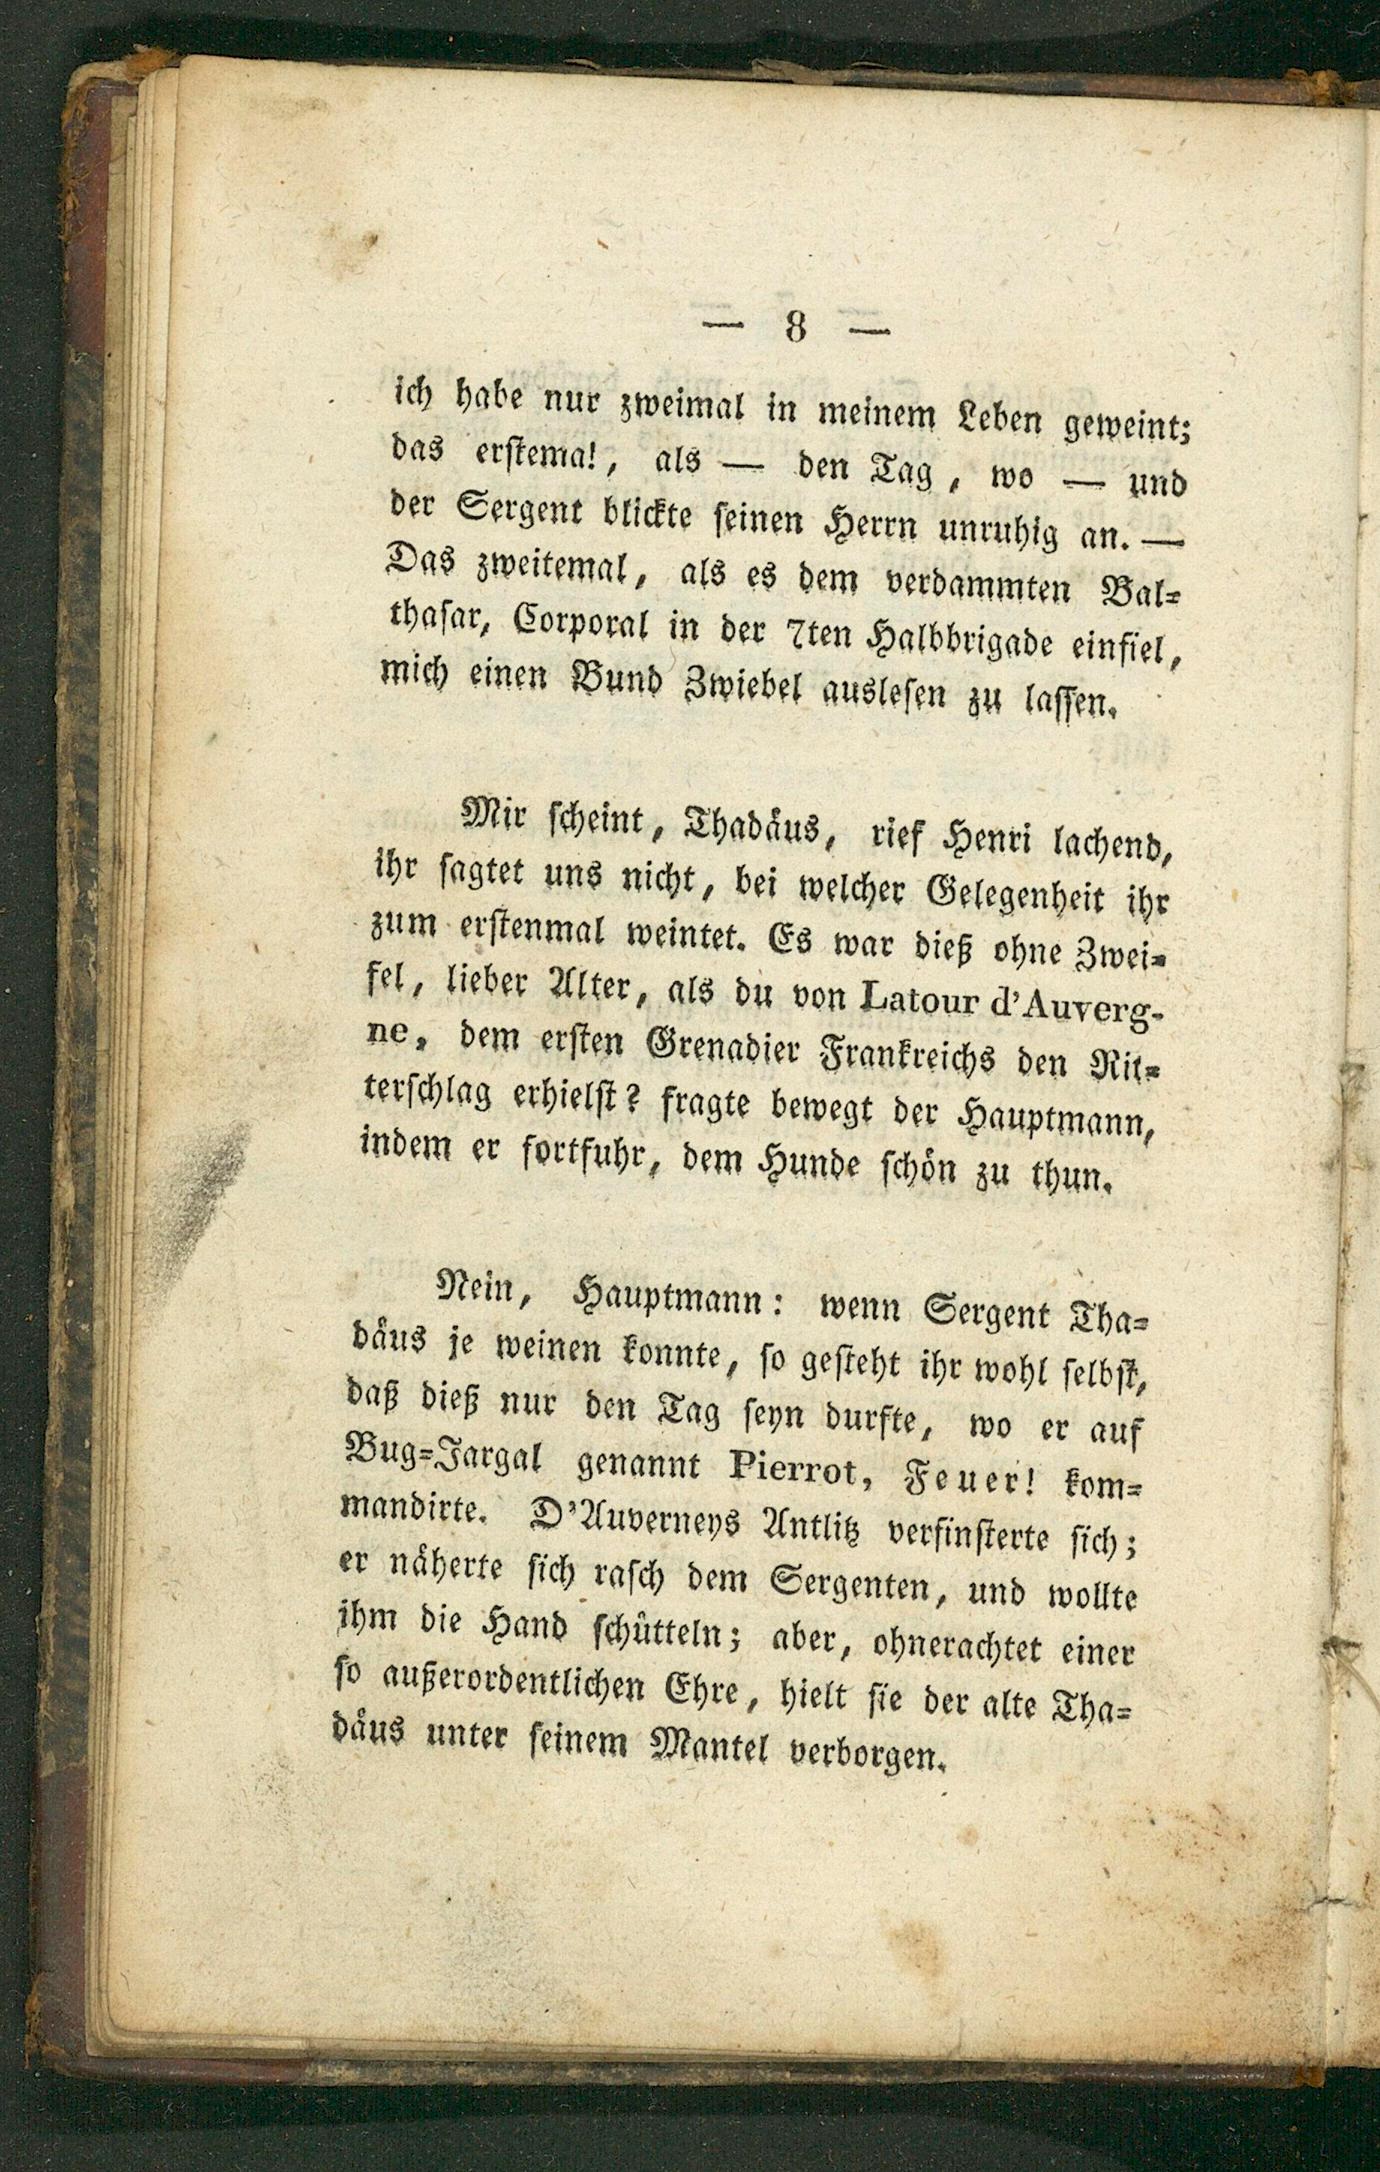 — 8 —
ich habe nur zweimal in meinem Leben geweint;
das erstemal, als — den Tag, wo — und
der Sergent blickte seinen Herrn unruhig an. —
Das zweitemal, als es dem verdammten Bal=
thasar, Corporal in der 7ten Halbbrigade einfiel,
mich einen Bund Zwiebel auslesen zu lassen.
Mir scheint, Thadäus, rief Henri lachend,
ihr sagtet uns nicht, bei welcher Gelegenheit ihr
zum erstenmal weintet. Es war dieß ohne Zwei=
fel, lieber Alter, als du von Latour d'Auverg-
ne, dem ersten Grenadier Frankreichs den Rit=
terschlag erhielst? fragte bewegt der Hauptmann,
indem er fortfuhr, dem Hunde schön zu thun.
Nein, Hauptmann: wenn Sergent Tha=
däus je weinen konnte, so gesteht ihr wohl selbst,
daß dieß nur den Tag seyn durfte, wo er auf
Bug=Jargal genannt Pierrot, Feuer! kom=
mandirte. D'Auverneys Antlitz verfinsterte sich;
er näherte sich rasch dem Sergenten, und wollte
ihm die Hand schütteln; aber, ohnerachtet einer
so außerordentlichen Ehre, hielt sie der alte Tha=
däus unter seinem Mantel verborgen.